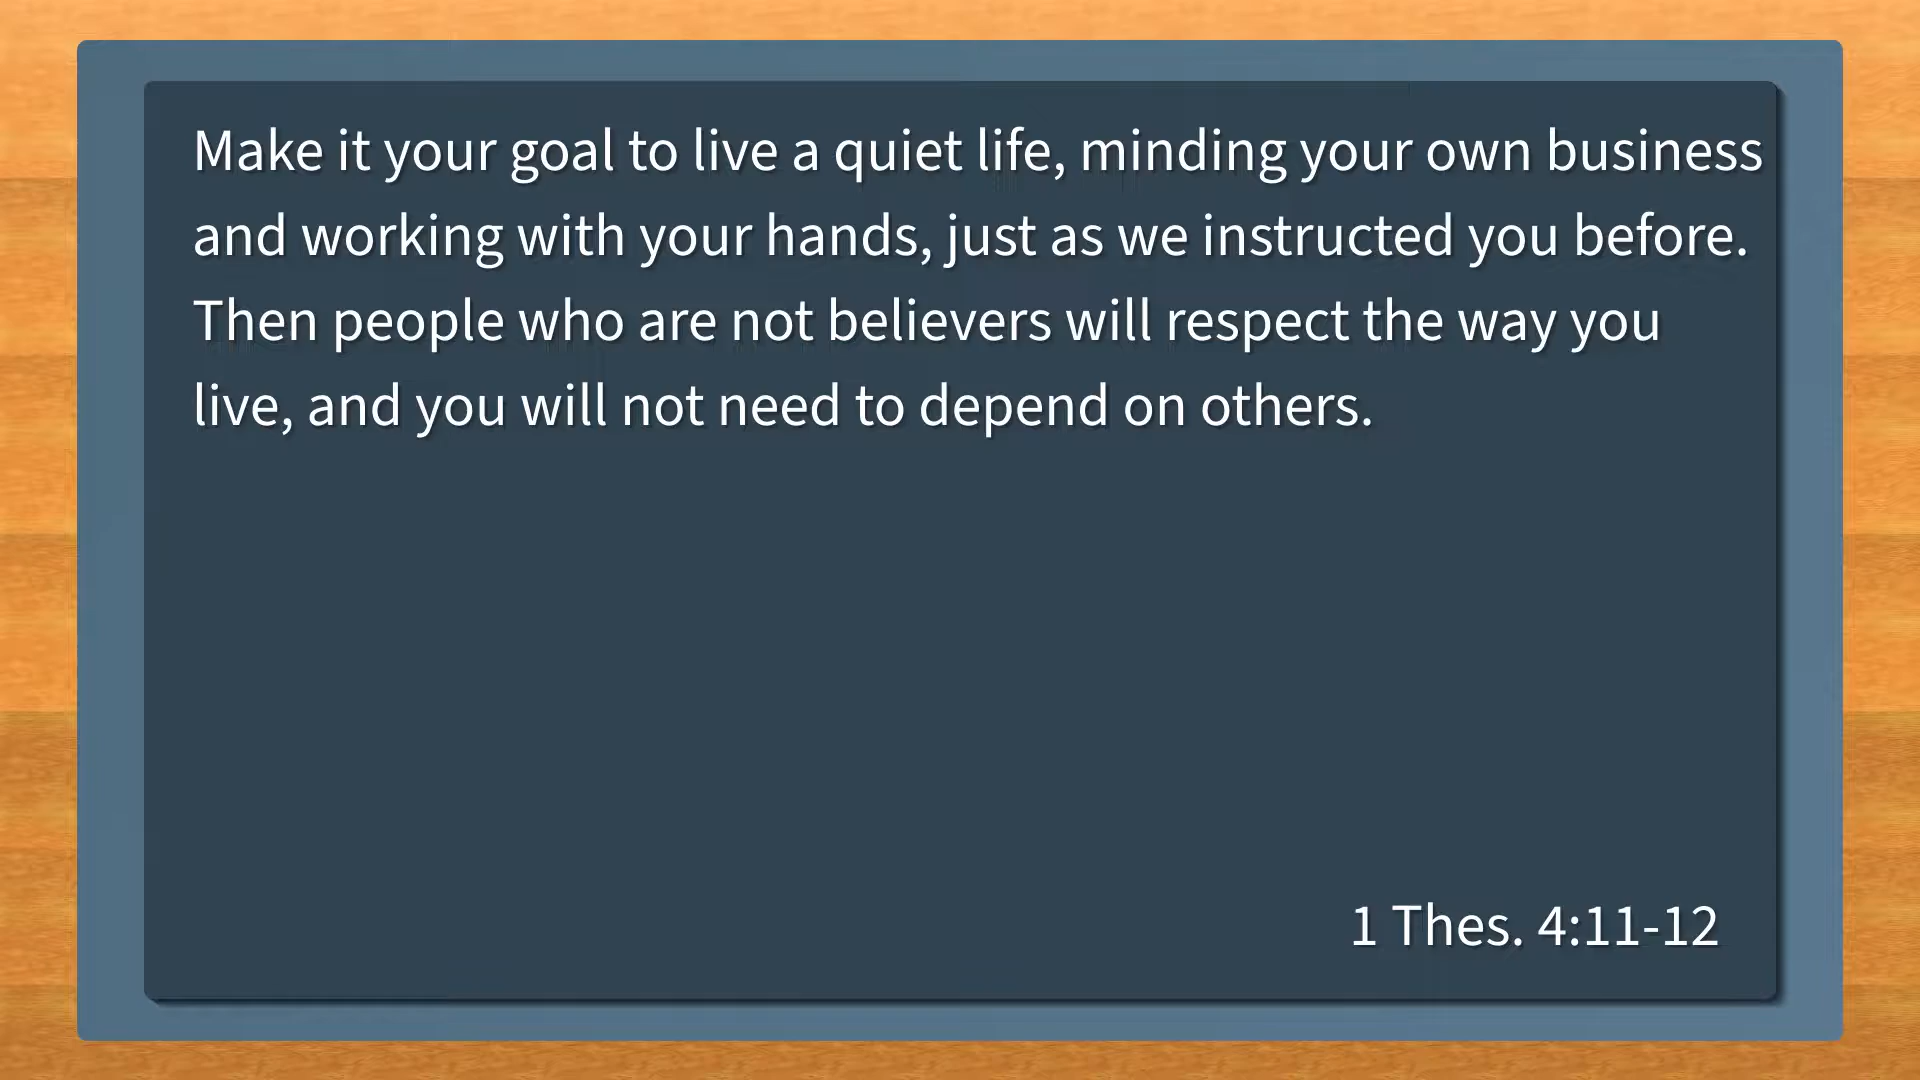 Make it your goal to live a quiet life, minding your own business
and working with your hands, just as we instructed you before.
Then people who are not believers will respect the way you
live, and you will not need to depend on others.
1 Thes. 4:11-12